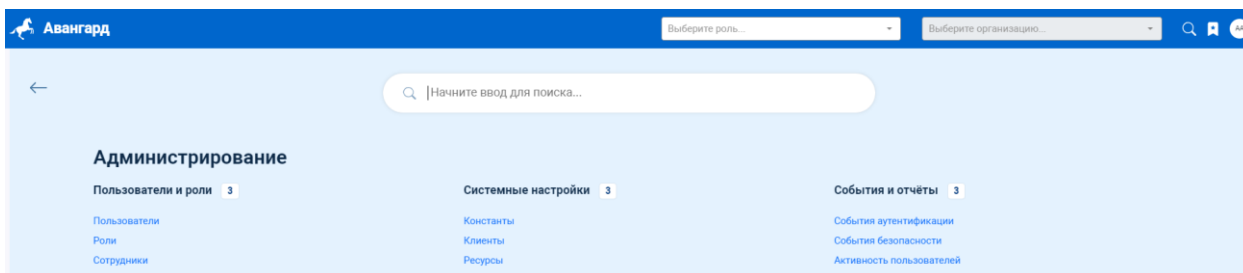 Авангард
Выберите роль...
Выберите организацию...
Начните ввод для поиска...
Администрирование
Пользователи и роли 3
Пользователи
Роли
Сотрудники
Системные настройки 3
Константы
Клиенты
Ресурсы
События и отчёты 3
События аутентификации
События безопасности
Активность пользователей